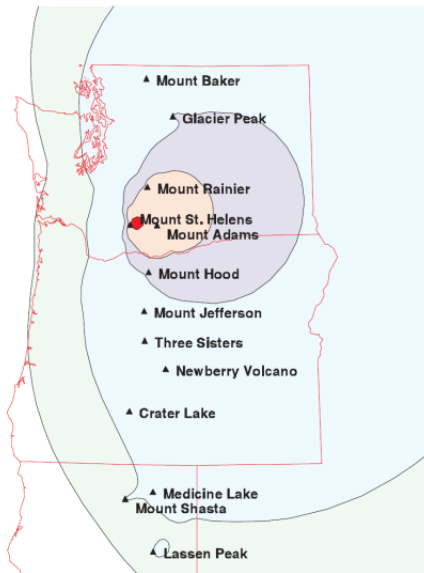 Mount Baker
Glacier Peak
Mount Rainier
Mount St. Helens
Mount Adams
Mount Hood
Mount Jefferson
Three Sisters
Newberry Volcano
Crater Lake
Medicine Lake
Mount Shasta
Lassen Peak